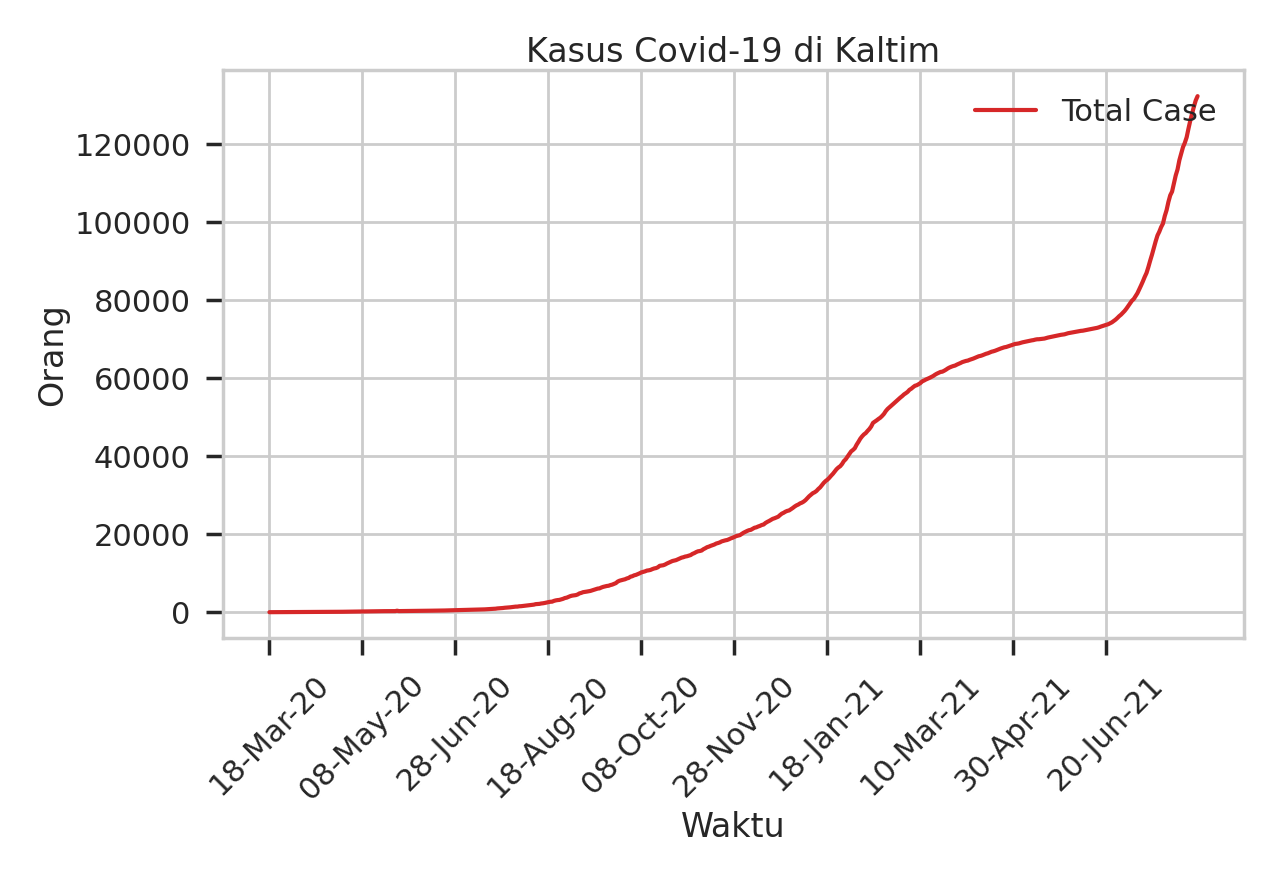 Kasus Covid-19 di Kaltim
Total Case
120000
100000
80000
60000
40000
20000
0
Orang
18-Mar-20
08-May-20
28-Jun-20
18-Aug-20
08-Oct-20
28-Nov-20
18-Jan-21
10-Mar-21
30-Apr-21
20-Jun-21
Waktu